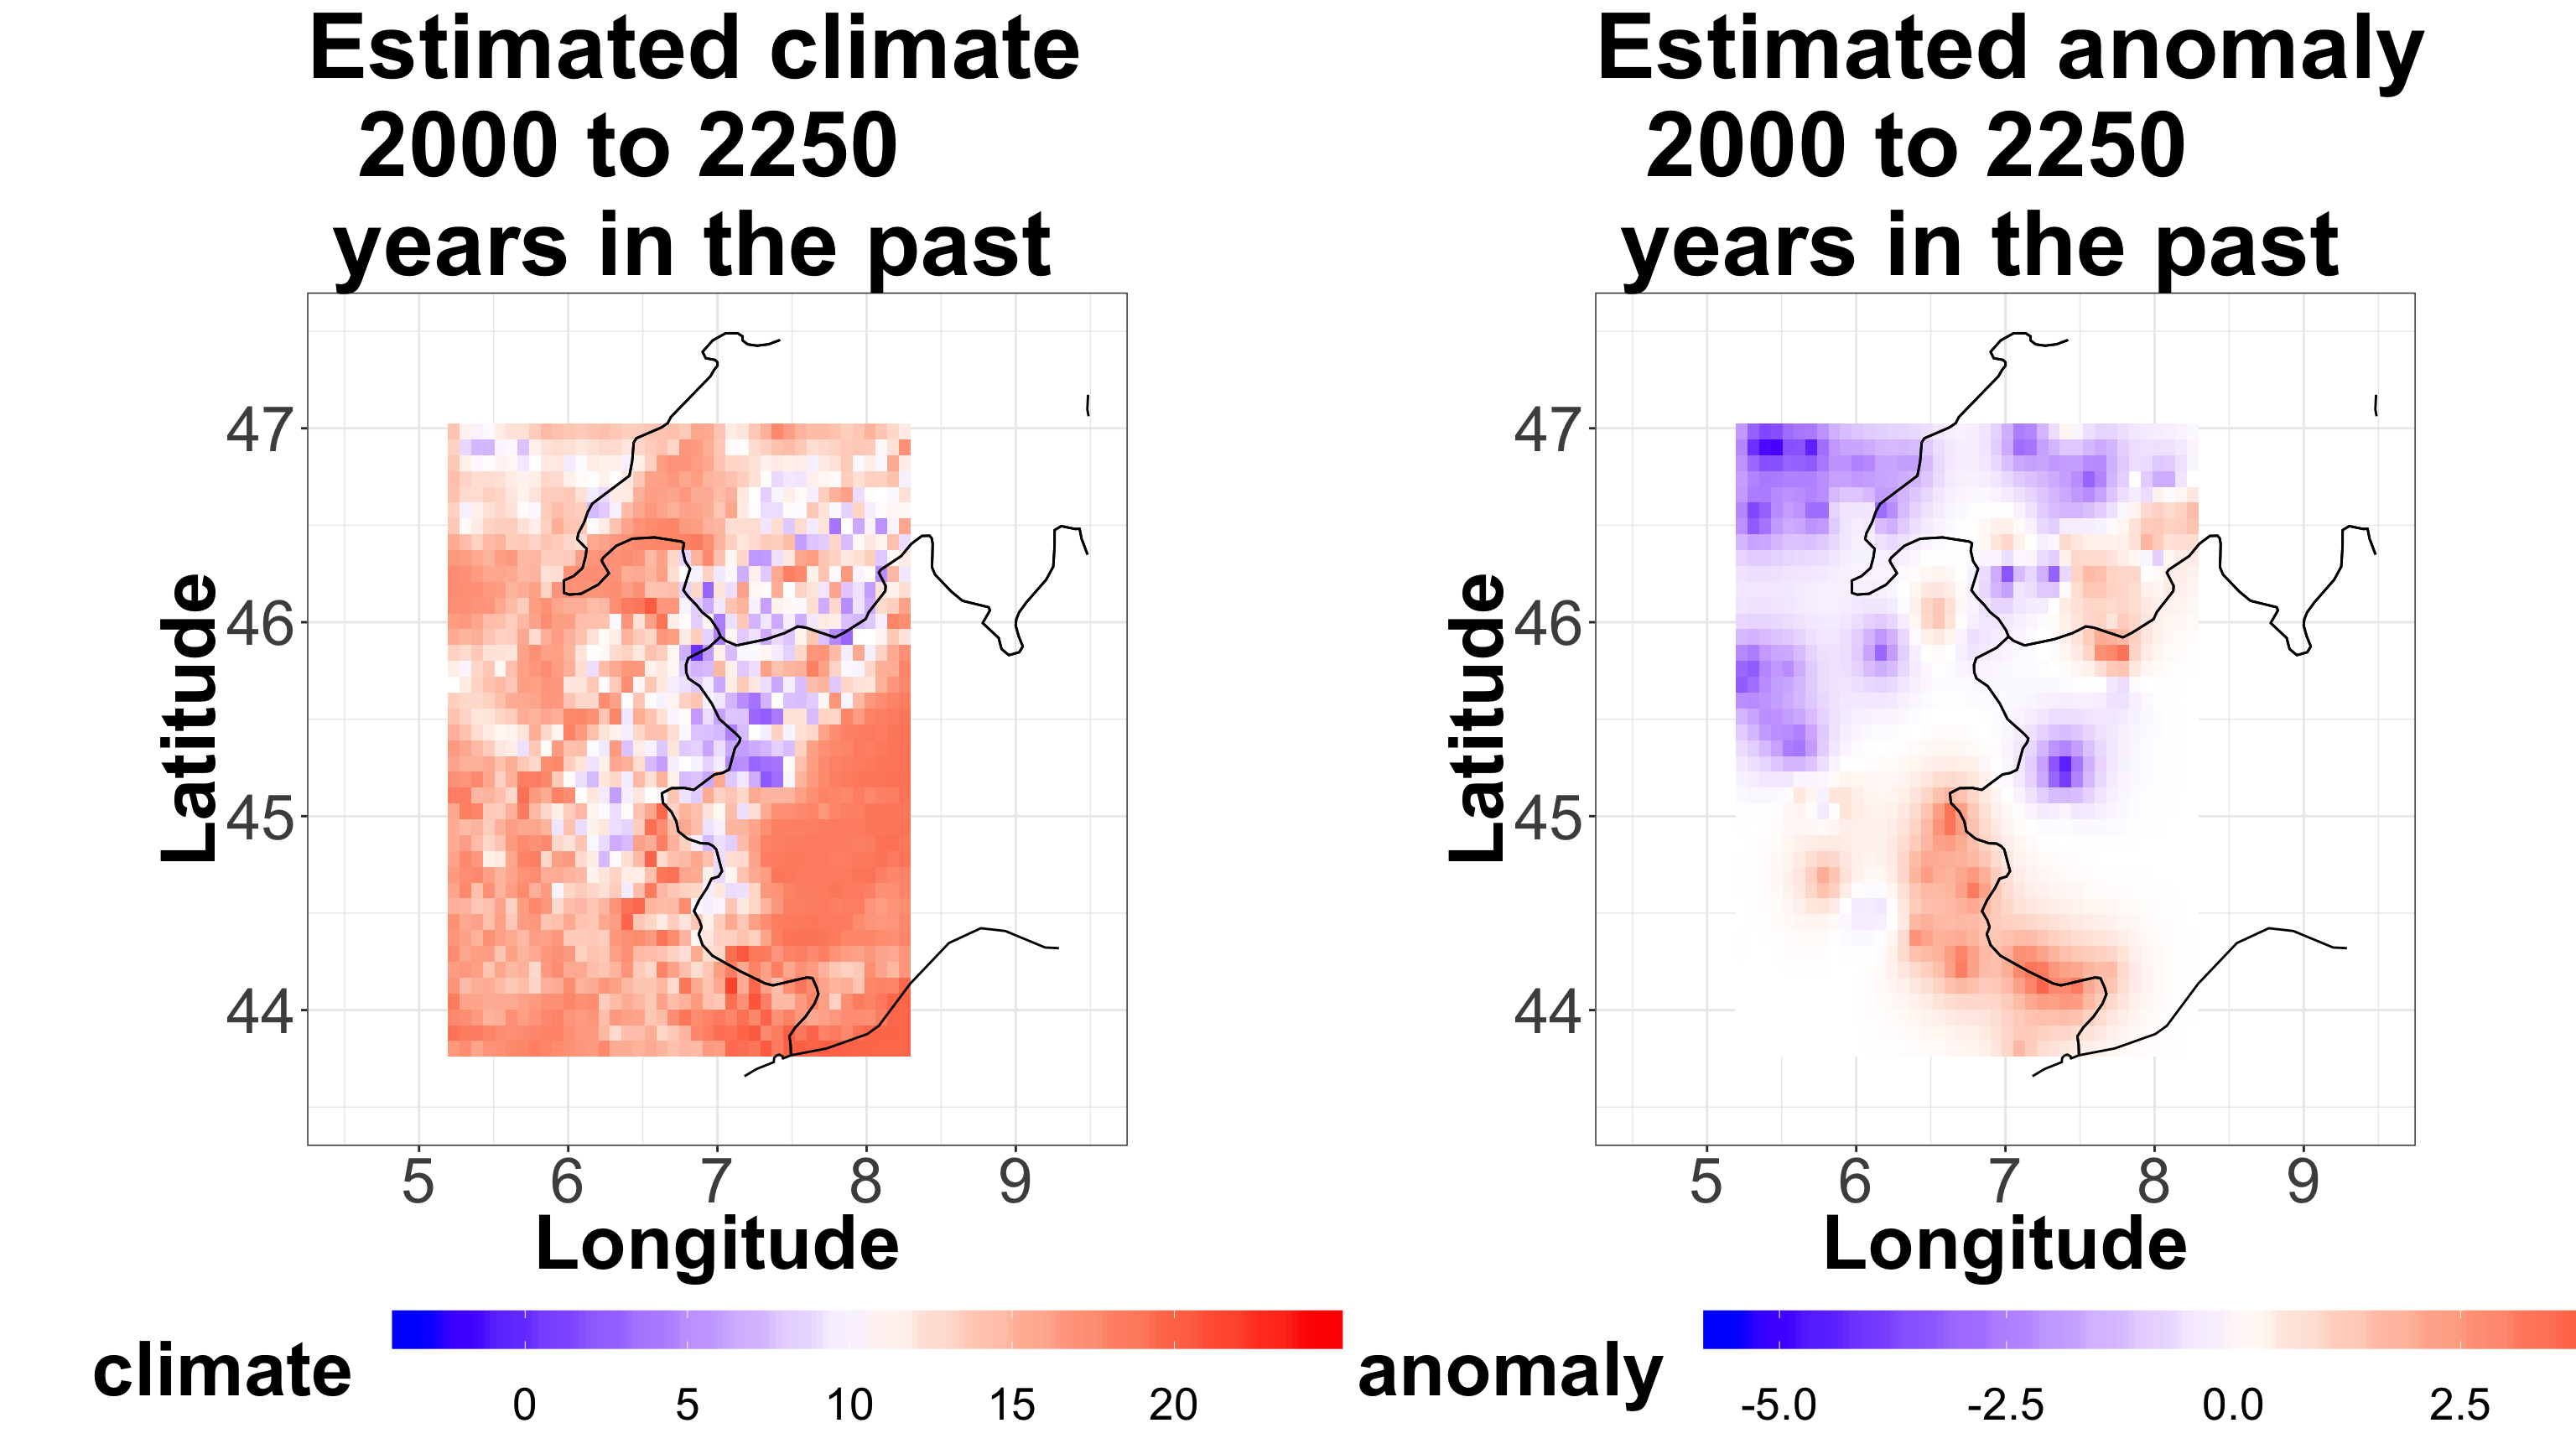 Estimated climate
2000 to 2250
years in the past
Estimated anomaly
2000 to 2250
years in the past
Latitude
47
46
45
44
5 6 7 8 9
Longitude
Latitude
47
46
45
44
5 6 7 8 9
Longitude
climate
0 5 10 15 20
anomaly
-5.0 -2.5 0.0 2.5